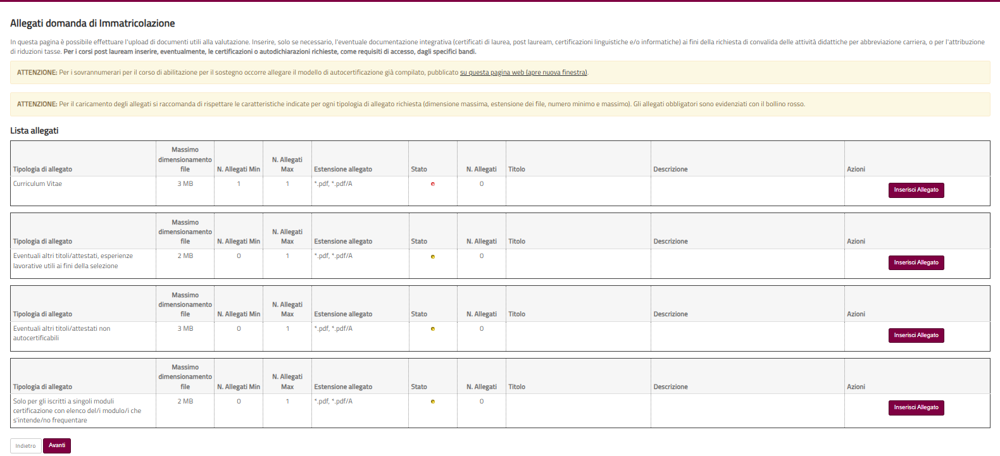 Allegati domanda di Immatricolazione
In questa pagina è possibile effettuare l'upload di documenti utili alla valutazione. Inserire, solo se necessario, l'eventuale documentazione integrativa (certificati di laurea, post lauream, certificazioni linguistiche e/o informatiche) ai fini della richiesta di convalida delle attività didattiche per abbreviazione carriera, o per l'attribuzione
di riduzioni tasse. Per i corsi post lauream inserire, eventualmente, le certificazioni o autodichiarazioni richieste, come requisiti di accesso, dagli specifici bandi.
ATTENZIONE: Per i sovrannumerari per il corso di abilitazione per il sostegno occorre allegare il modello di autocertificazione già compilato, pubblicato su questa pagina web (apre nuova finestra).
ATTENZIONE: Per il caricamento degli allegati si raccomanda di rispettare le caratteristiche indicate per ogni tipologia di allegato richiesta (dimensione massima, estensione dei file, numero minimo e massimo). Gli allegati obbligatori sono evidenziati con il bollino rosso.
Lista allegati
Massimo
dimensionamento N. Allegati
Tipologia di allegato file N. Allegati Min Max Estensione allegato Stato N. Allegati Titolo Descrizione Azioni
Curriculum Vitae 3 MB 1 1 *.pdf, *.pdf/A 0 Inserisci Allegato
Massimo
dimensionamento N. Allegati
Tipologia di allegato file N. Allegati Min Max Estensione allegato Stato N. Allegati Titolo Descrizione Azioni
Eventuali altri titoli/attestati, esperienze 2 MB 0 1 *.pdf, *.pdf/A 0 Inserisci Allegato
lavorative utili ai fini della selezione
Massimo
dimensionamento N. Allegati
Tipologia di allegato file N. Allegati Min Max Estensione allegato Stato N. Allegati Titolo Descrizione Azioni
Eventuali altri titoli/attestati non 3 MB 0 1 *.pdf, *.pdf/A 0 Inserisci Allegato
autocertificabili
Massimo
dimensionamento N. Allegati
Tipologia di allegato file N. Allegati Min Max Estensione allegato Stato N. Allegati Titolo Descrizione Azioni
Solo per gli iscritti a singoli moduli 2 MB 0 1 *.pdf, *.pdf/A 0 Inserisci Allegato
certificazione con elenco del/i modulo/i che
s'intende/no frequentare
Indietro Avanti